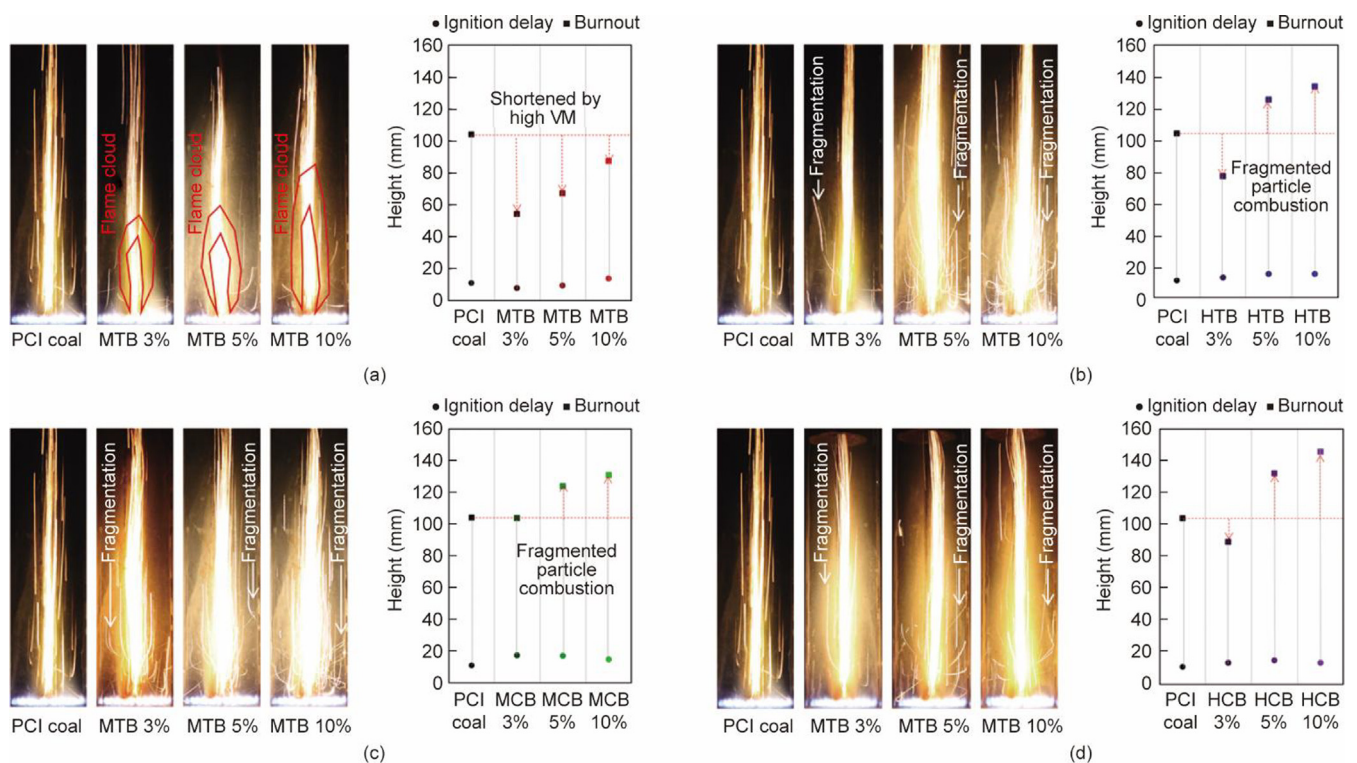 ● Ignition delay ■ Burnout
160
140
120
100
80
60
40
20
0
Height (mm)
Shortened by
high VM
Flame cloud
Flame cloud
Flame cloud
PCI coal MTB 3% MTB 5% MTB 10%
PCI
coal
MTB
3%
MTB
5%
MTB
10%
(a)
● Ignition delay ■ Burnout
160
140
120
100
80
60
40
20
0
Height (mm)
Fragmented
particle
combustion
Fragmentation
Fragmentation
Fragmentation
PCI coal MTB 3% MTB 5% MTB 10%
PCI
coal
HTB
3%
HTB
5%
HTB
10%
(b)
● Ignition delay ■ Burnout
160
140
120
100
80
60
40
20
0
Height (mm)
Fragmented
particle
combustion
Fragmentation
Fragmentation
Fragmentation
PCI coal MTB 3% MTB 5% MTB 10%
PCI
coal
MCB
3%
MCB
5%
MCB
10%
(c)
● Ignition delay ■ Burnout
160
140
120
100
80
60
40
20
0
Height (mm)
Fragmentation
Fragmentation
Fragmentation
PCI coal MTB 3% MTB 5% MTB 10%
PCI
coal
HCB
3%
HCB
5%
HCB
10%
(d)